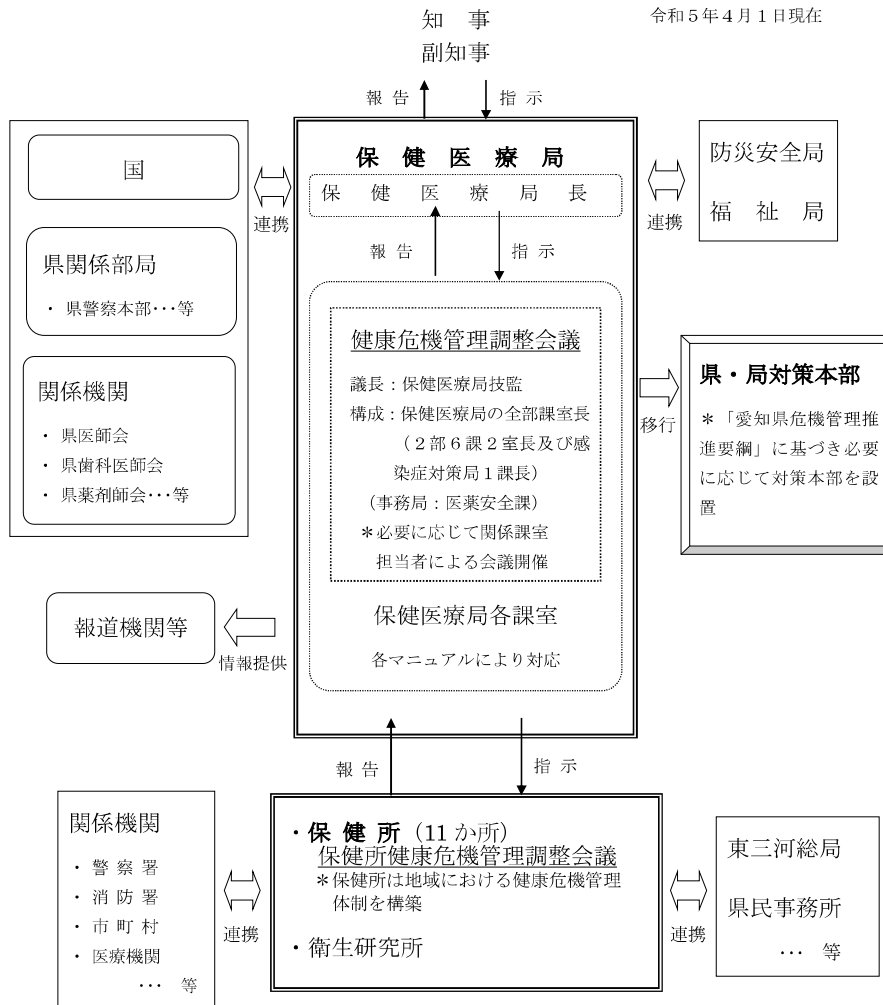 令和５年４月１日現在
知　事
副知事
報 告
指 示
国
県関係部局
・ 県警察本部･･･等
関係機関
・ 県医師会
・ 県歯科医師会
・ 県薬剤師会･･･等
連携
保 健 医 療 局
保 健 医 療 局 長
報 告
指 示
健康危機管理調整会議
議長：保健医療局技監
構成：保健医療局の全部課室長
（２部６課２室長及び感
染症対策局１課長）
（事務局：医薬安全課）
＊必要に応じて関係課室
担当者による会議開催
保健医療局各課室
各マニュアルにより対応
連携
防災安全局
福 祉 局
移行
県・局対策本部
＊「愛知県危機管理推
進要綱」に基づき必要
に応じて対策本部を設
置
報道機関等
情報提供
報 告
指 示
関係機関
・ 警 察 署
・ 消 防 署
・ 市 町 村
・ 医療機関
･･･ 等
連携
・保 健 所（11 か所）
保健所健康危機管理調整会議
＊保健所は地域における健康危機管理
体制を構築
・衛生研究所
連携
東三河総局
県民事務所
･･･ 等